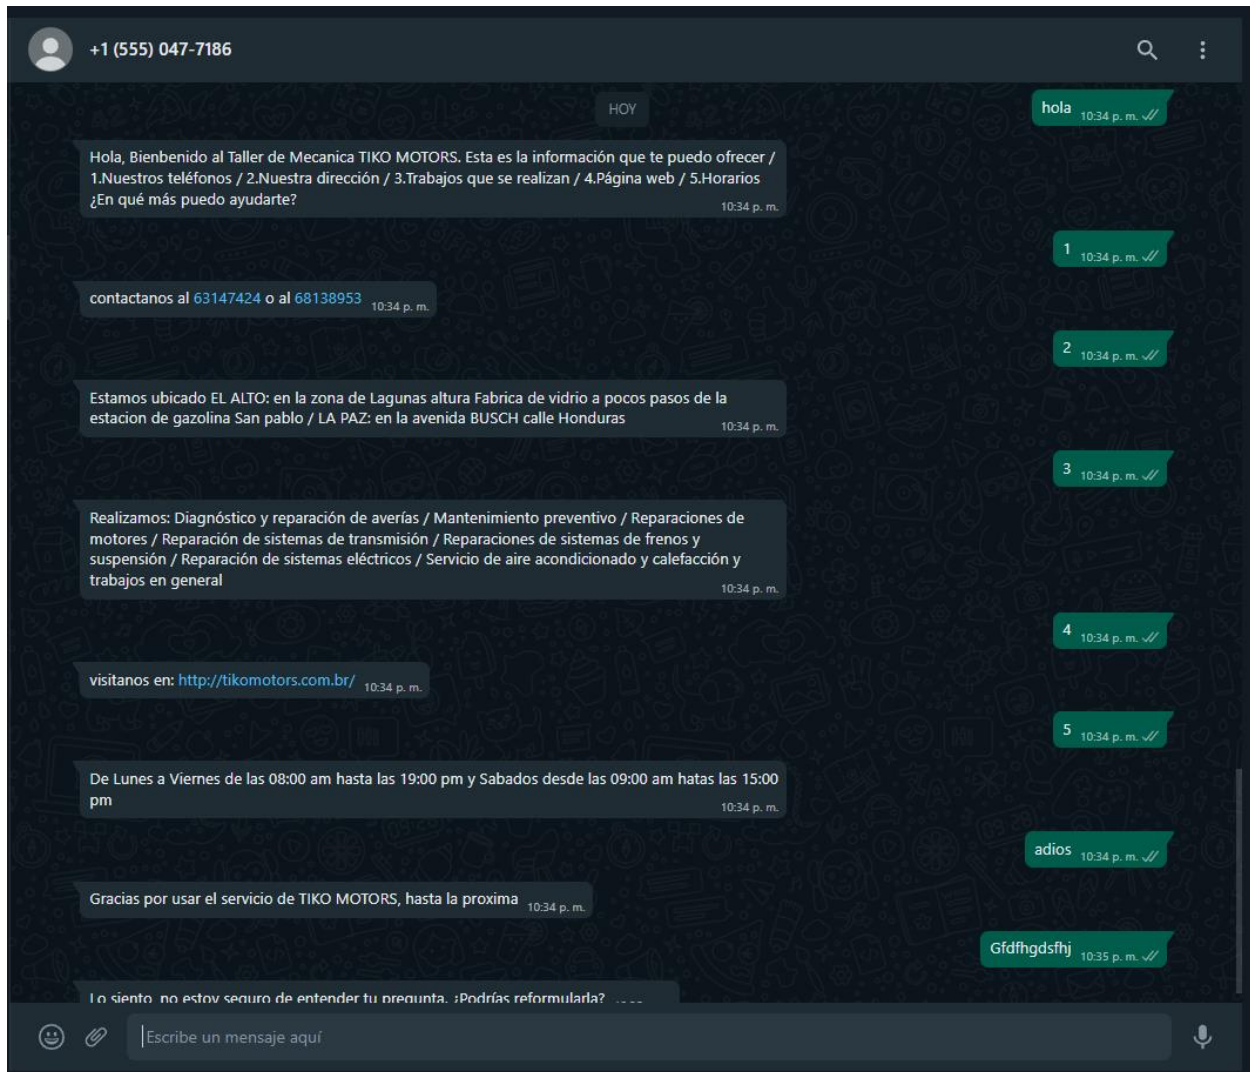 +1 (555) 047-7186
HOY
hola 10:34 p. m.
Hola, Bienbenido al Taller de Mecanica TIKO MOTORS. Esta es la información que te puedo ofrecer /
1.Nuestros teléfonos / 2.Nuestra dirección / 3.Trabajos que se realizan / 4.Página web / 5.Horarios
¿En qué más puedo ayudarte? 10:34 p. m.
1 10:34 p. m.
contactanos al 63147424 o al 68138953 10:34 p. m.
2 10:34 p. m.
Estamos ubicado EL ALTO: en la zona de Lagunas altura Fabrica de vidrio a pocos pasos de la
estacion de gazolina San pablo / LA PAZ: en la avenida BUSCH calle Honduras 10:34 p. m.
3 10:34 p. m.
Realizamos: Diagnóstico y reparación de averías / Mantenimiento preventivo / Reparaciones de
motores / Reparación de sistemas de transmisión / Reparaciones de sistemas de frenos y
suspensión / Reparación de sistemas eléctricos / Servicio de aire acondicionado y calefacción y
trabajos en general 10:34 p. m.
4 10:34 p. m.
visitanos en: http://tikomotors.com.br/ 10:34 p. m.
5 10:34 p. m.
De Lunes a Viernes de las 08:00 am hasta las 19:00 pm y Sabados desde las 09:00 am hatas las 15:00
pm 10:34 p. m.
adios 10:34 p. m.
Gracias por usar el servicio de TIKO MOTORS, hasta la proxima 10:34 p. m.
Gfdfhgdsfhj 10:35 p. m.
Lo siento, no estoy seguro de entender tu pregunta. ¿Podrías reformularla?
Escribe un mensaje aquí